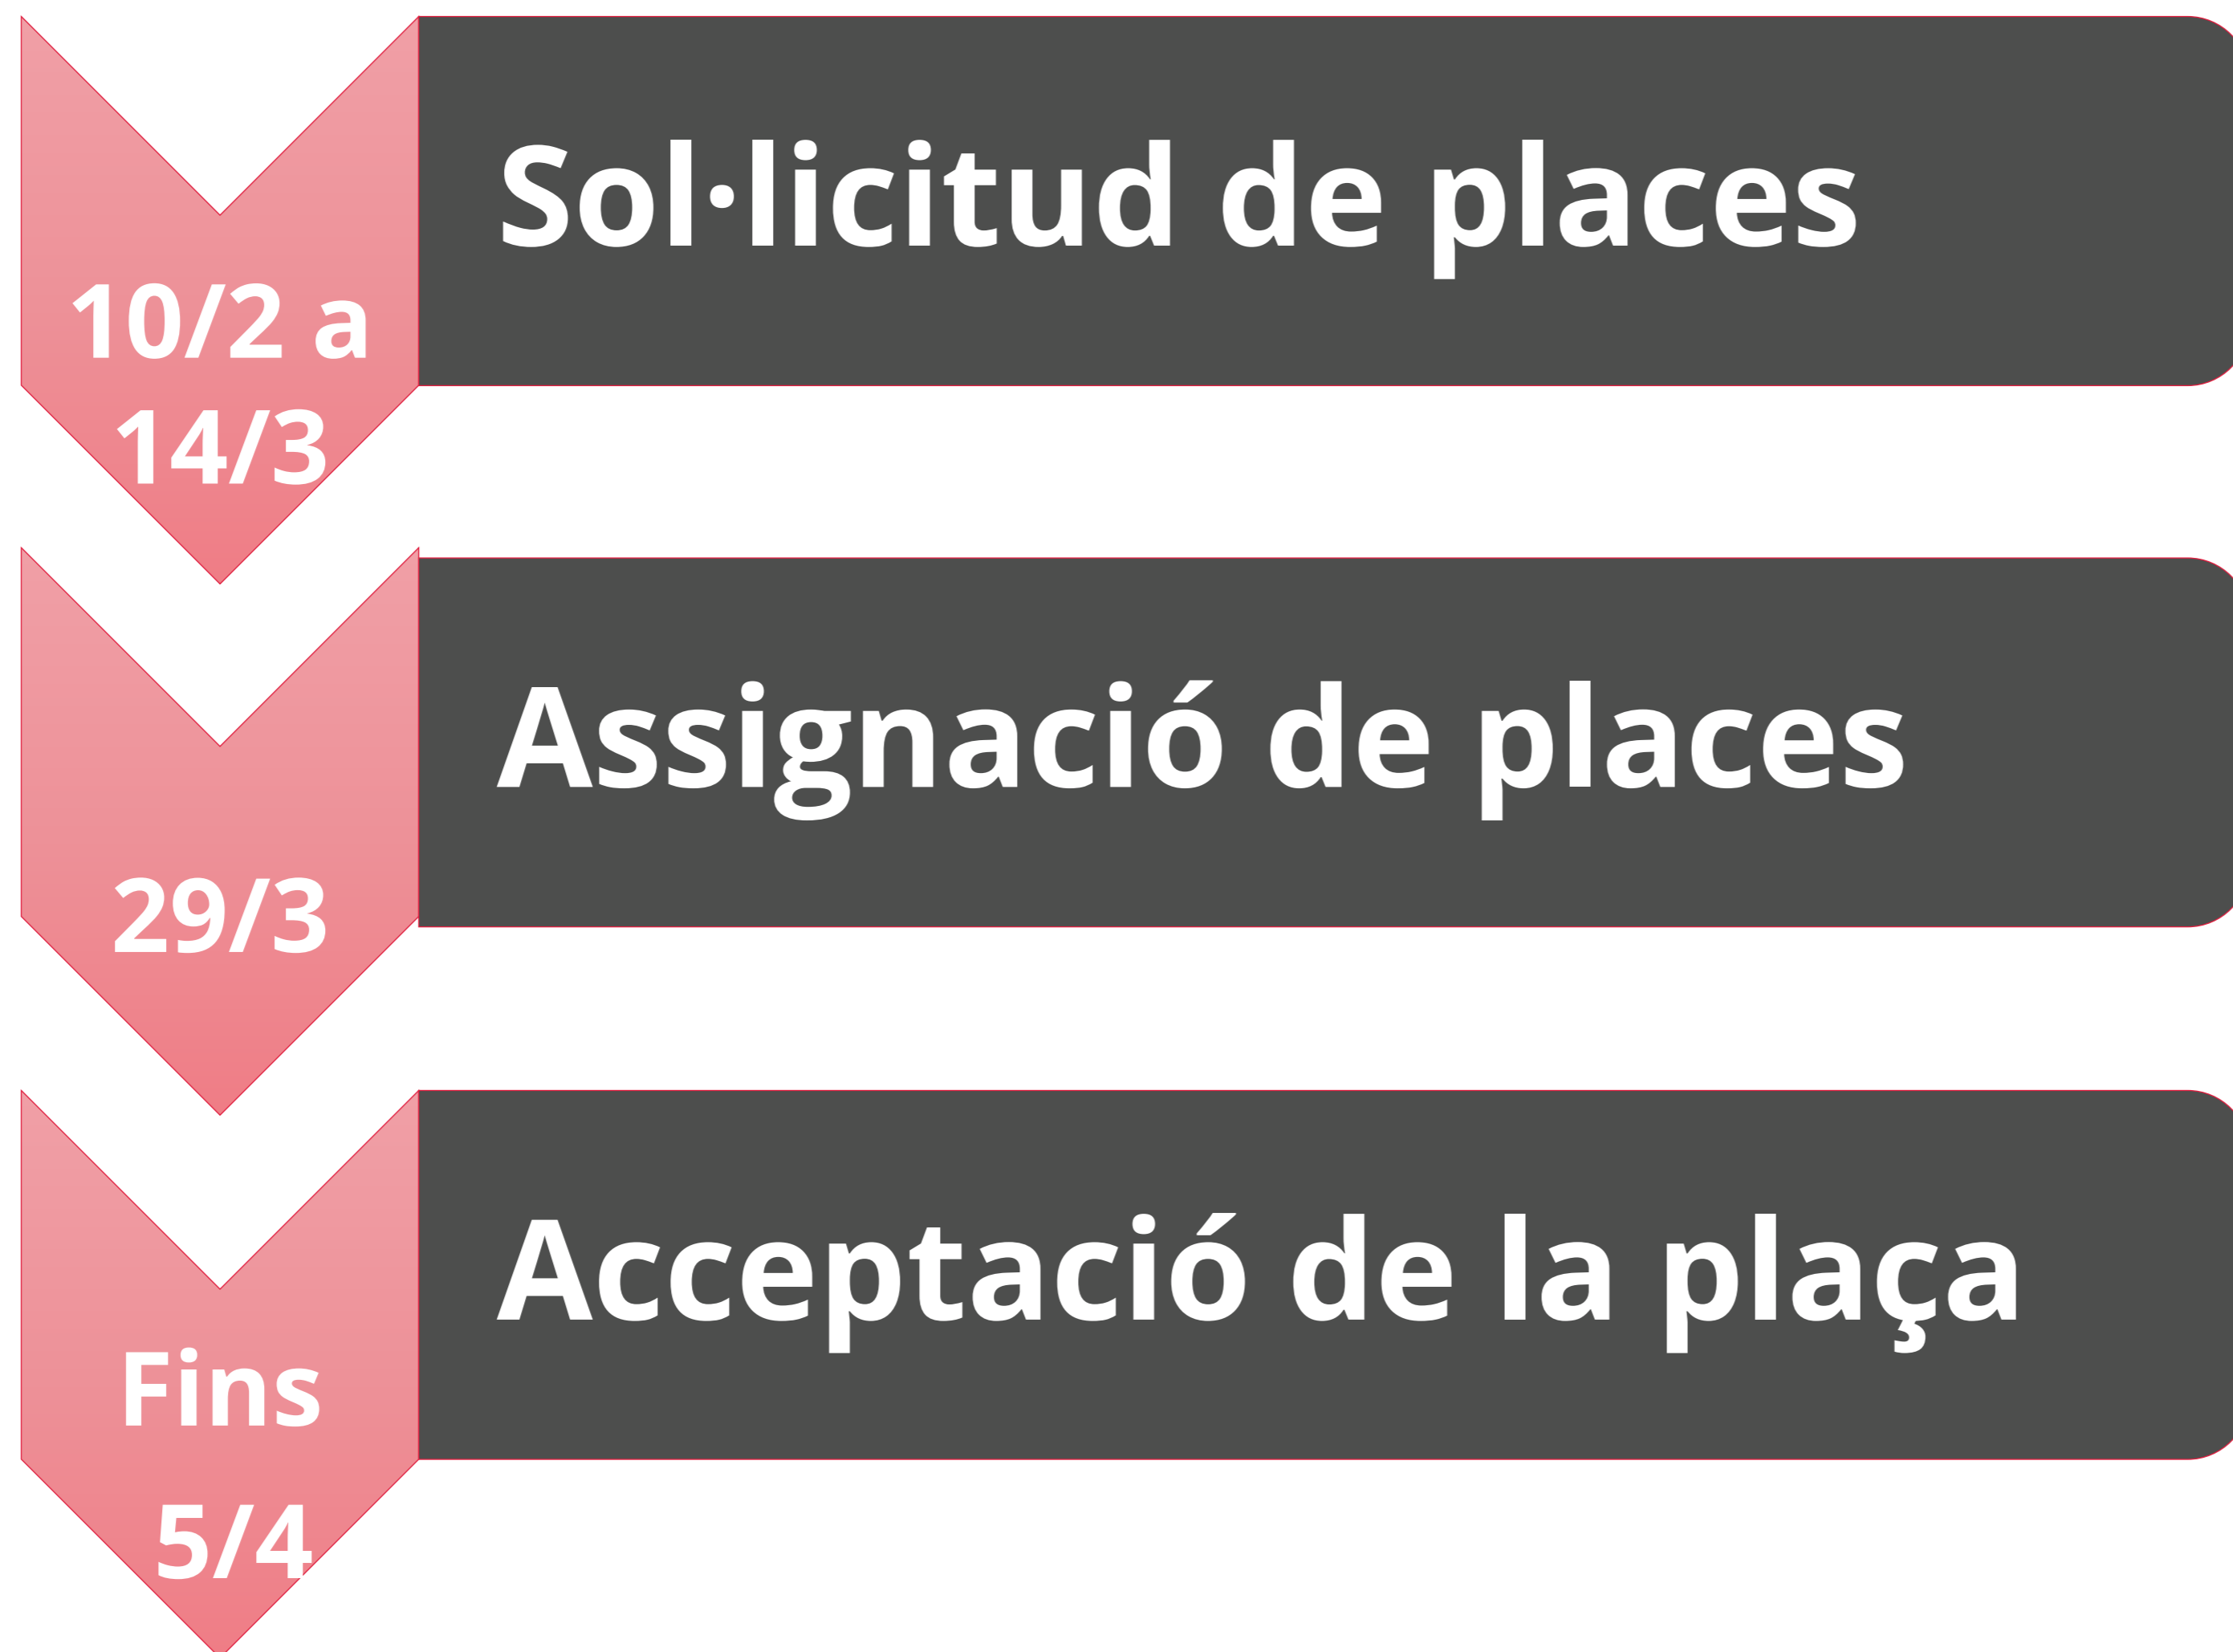 Sol·licitud de places
10/2 a
14/3
Assignació de places
29/3
Acceptació de la plaça
Fins
5/4